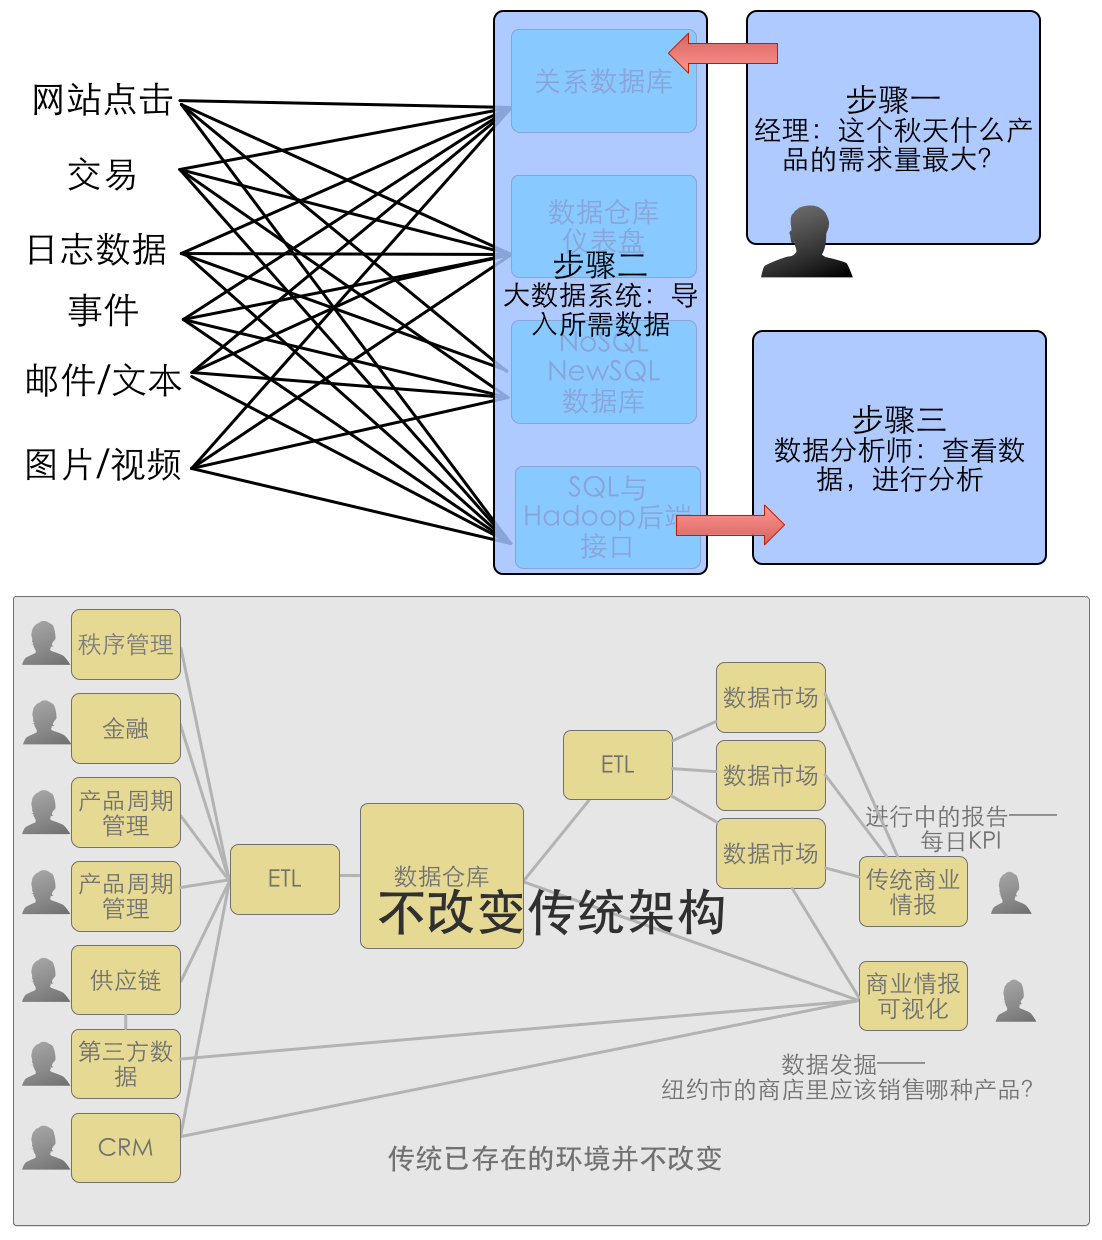 网站点击
交易
日志数据
事件
邮件/文本
图片/视频
关系数据库
数据仓库
仪表盘
步骤二
大数据系统：导
入所需数据
NoSQL
NewSQL
数据库
SQL与
Hadoop后端
接口
步骤一
经理：这个秋天什么产
品的需求量最大？
步骤三
数据分析师：查看数
据，进行分析
秩序管理
金融
产品周期
管理
产品周期
管理
供应链
第三方数
据
CRM
ETL
数据仓库
不改变传统架构
ETL
数据市场
数据市场
数据市场
进行中的报告——
每日KPI
传统商业
情报
商业情报
可视化
数据发掘——
纽约市的商店里应该销售哪种产品？
传统已存在的环境并不改变